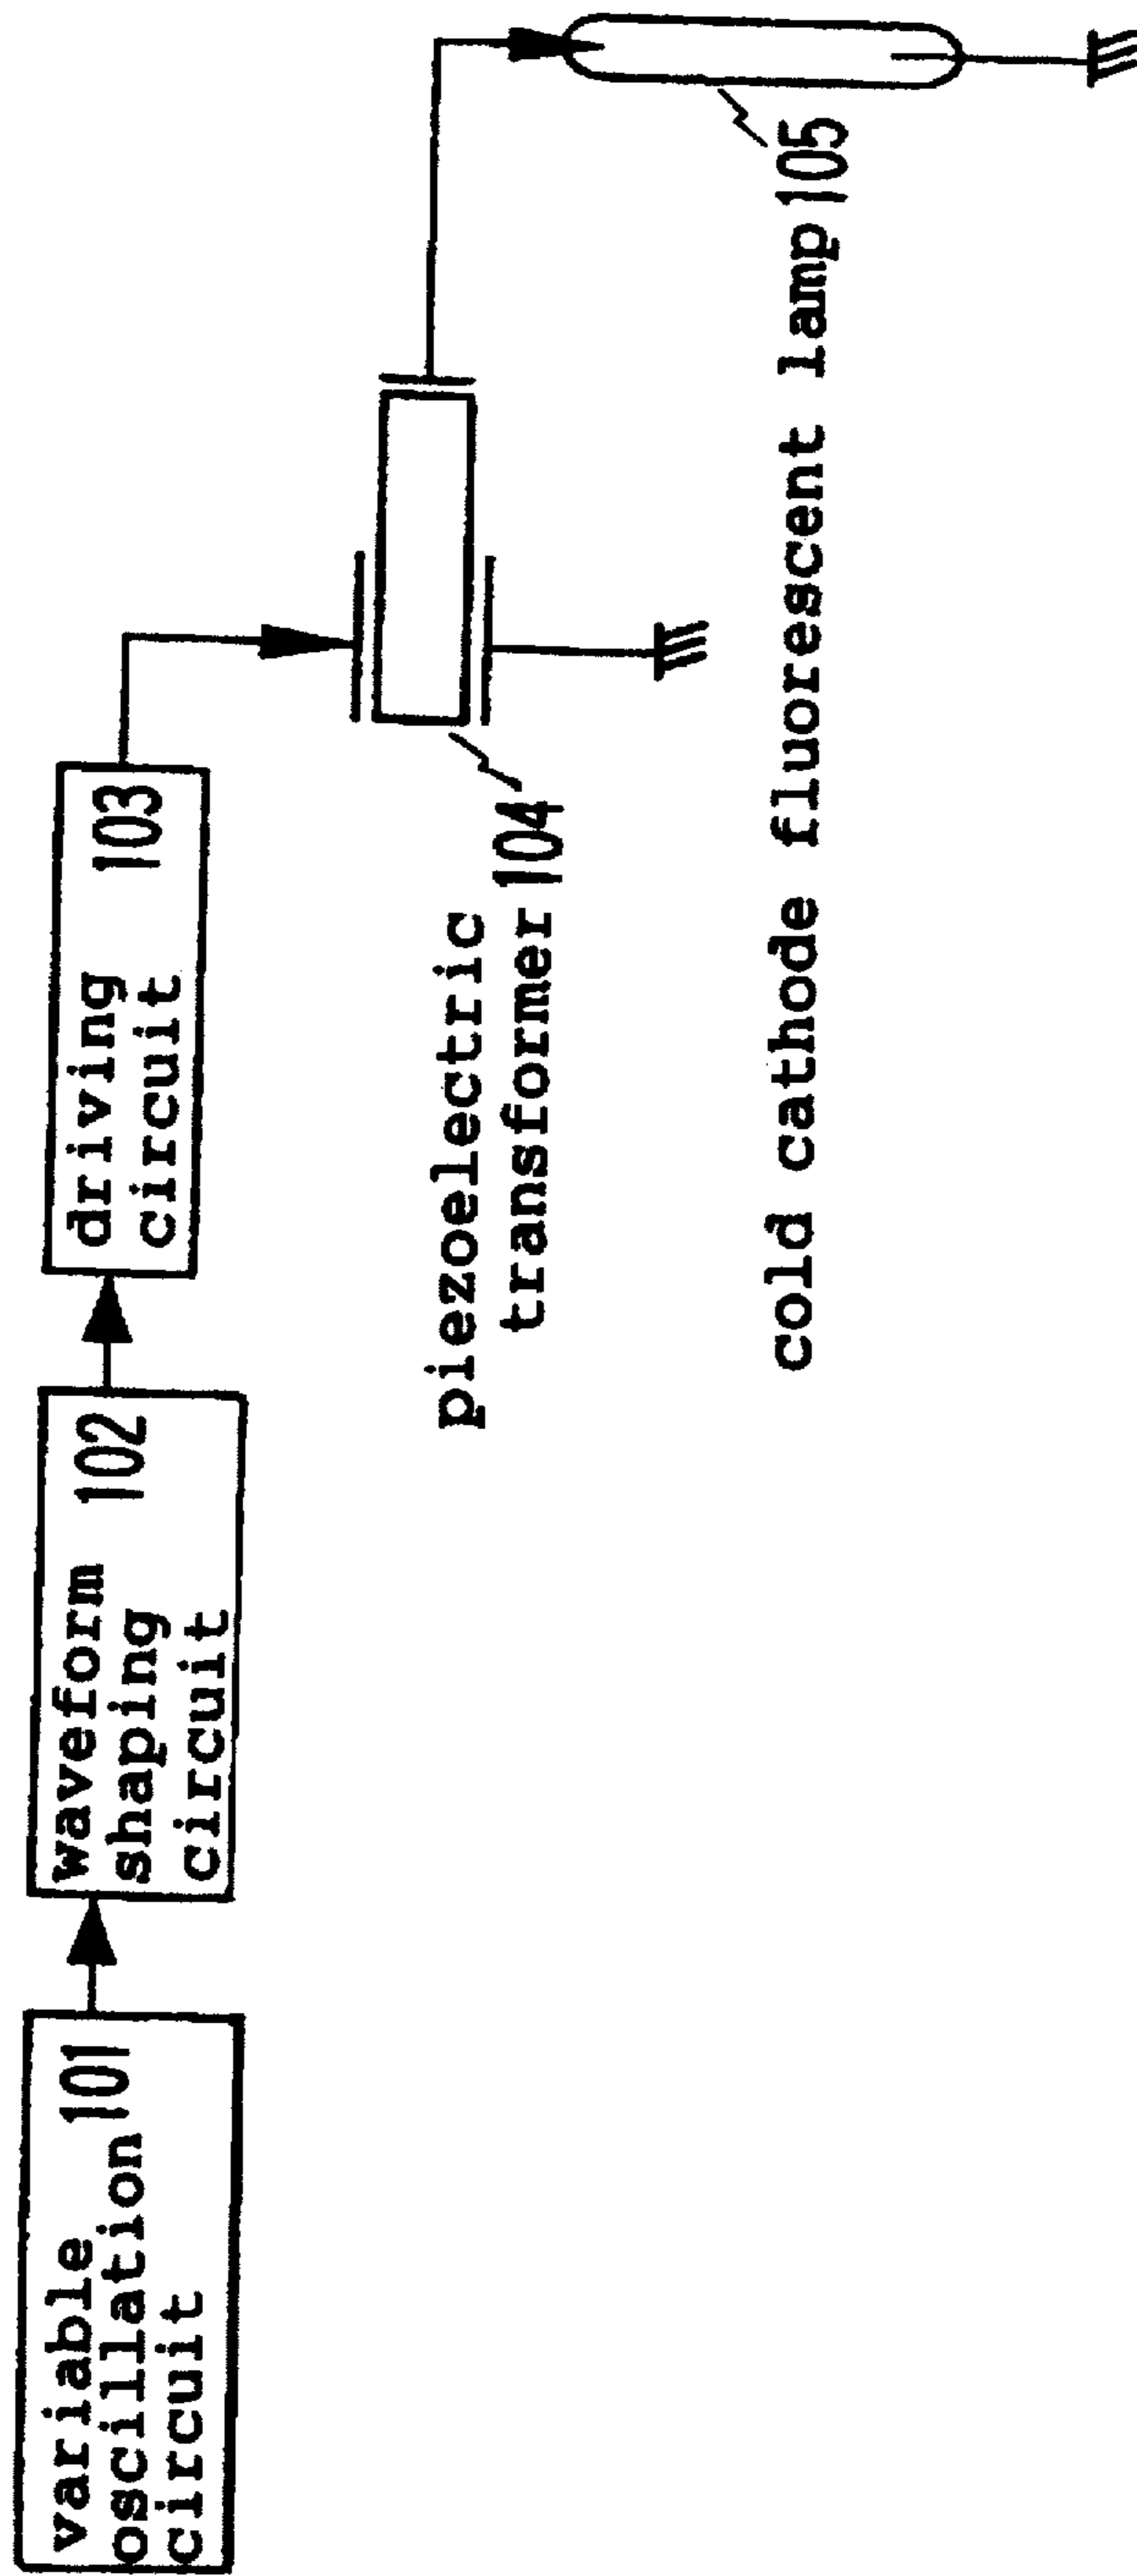 variable 101
oscillation
circuit
waveform 102
shaping
circuit
driving 103
circuit
piezoelectric
transformer 104
cold cathode fluorescent lamp 105